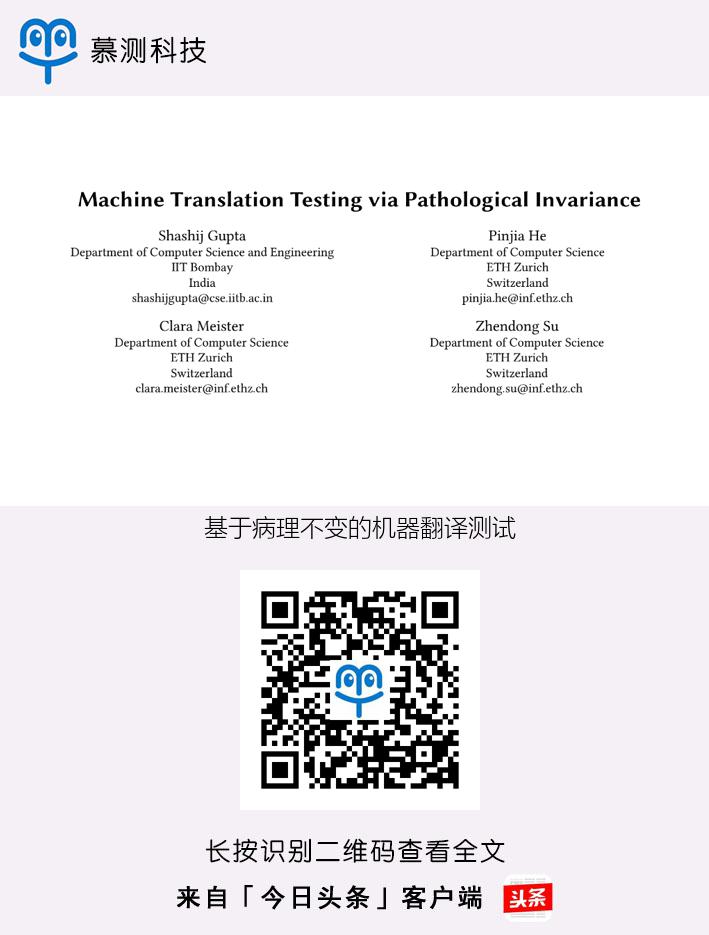 慕测科技
Machine Translation Testing via Pathological Invariance
Shashij Gupta
Department of Computer Science and Engineering
IIT Bombay
India
shashijgupta@cse.iitb.ac.in
Pinjia He
Department of Computer Science
ETH Zurich
Switzerland
pinjia.he@inf.ethz.ch
Clara Meister
Department of Computer Science
ETH Zurich
Switzerland
clara.meister@inf.ethz.ch
Zhendong Su
Department of Computer Science
ETH Zurich
Switzerland
zhendong.su@inf.ethz.ch
基于病理不变的机器翻译测试
长按识别二维码查看全文
来自「今日头条」客户端
头条